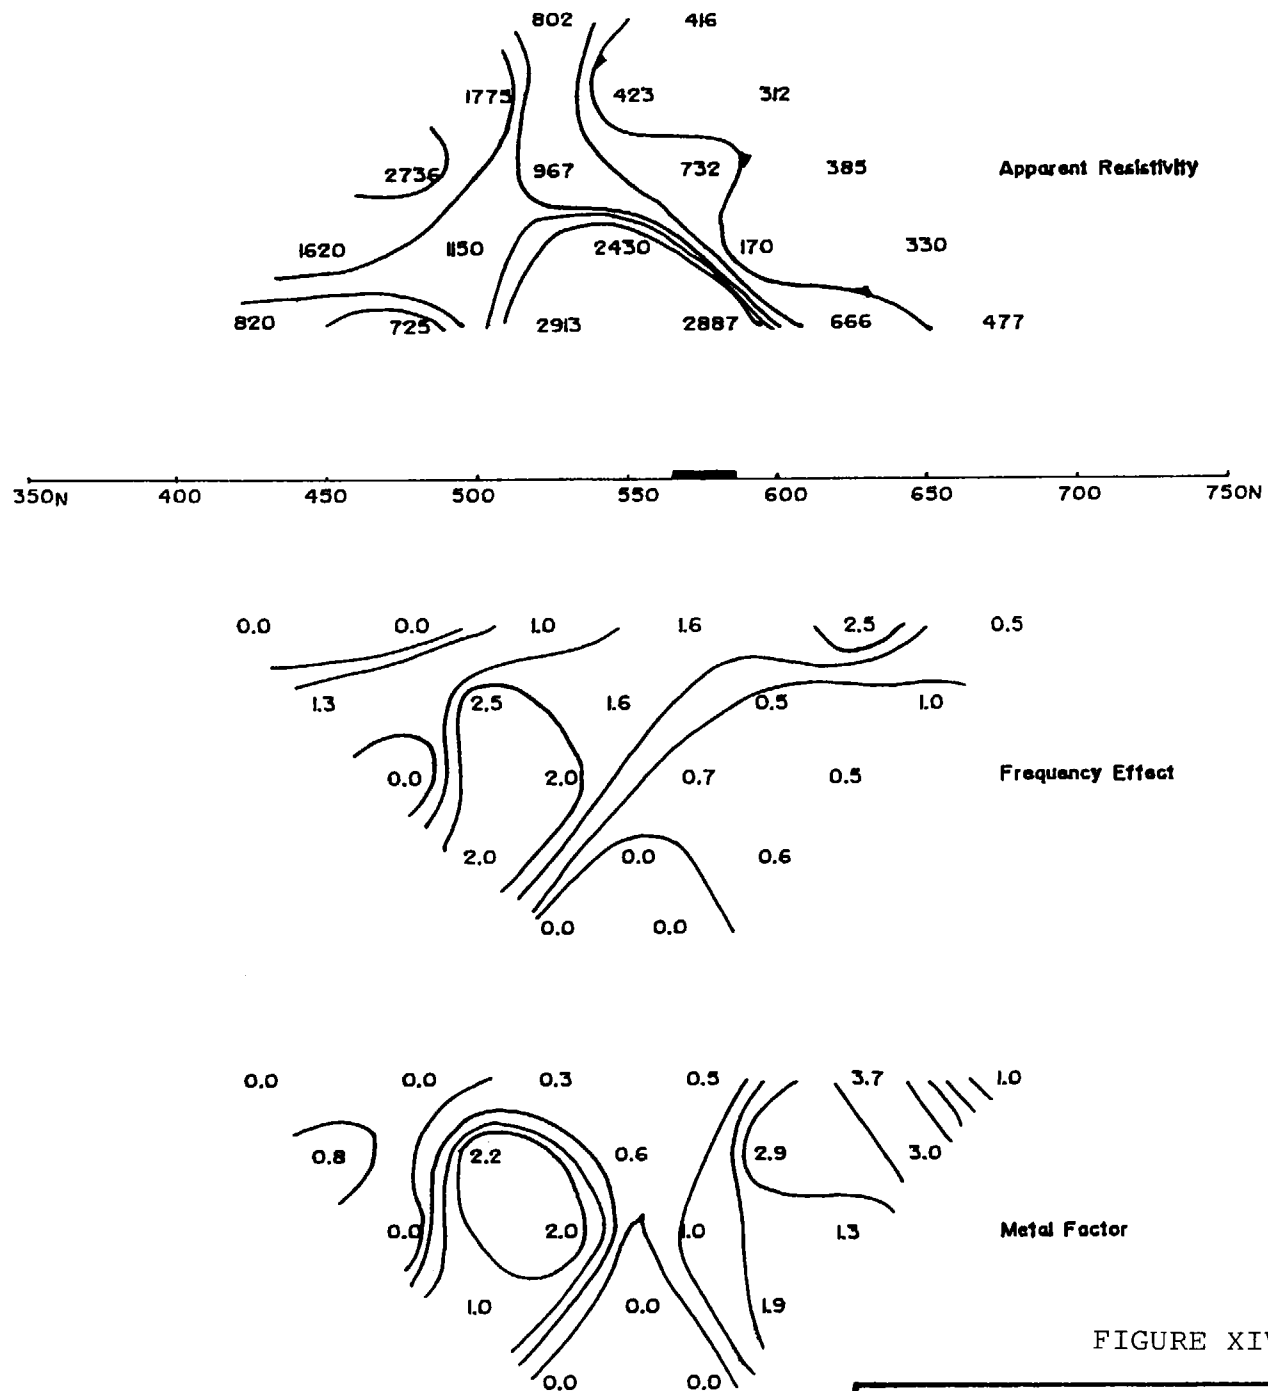 802 416
1775 423 312
2736 967 732 385 Apparent Resistivity
1620 1150 2430 170 330
820 725 2913 2887 666 477
350N 400 450 500 550 600 650 700 750N
0.0 0.0 1.0 1.6 2.5 0.5
1.3 2.5 1.6 0.5 1.0
0.0 2.0 0.7 0.5 Frequency Effect
2.0 0.0 0.6
0.0 0.0
0.0 0.0 0.3 0.5 3.7 1.0
0.8 2.2 0.6 2.9 3.0
0.0 2.0 1.0 1.3 Metal Factor
1.0 0.0 1.9
0.0 0.0
FIGURE XIV